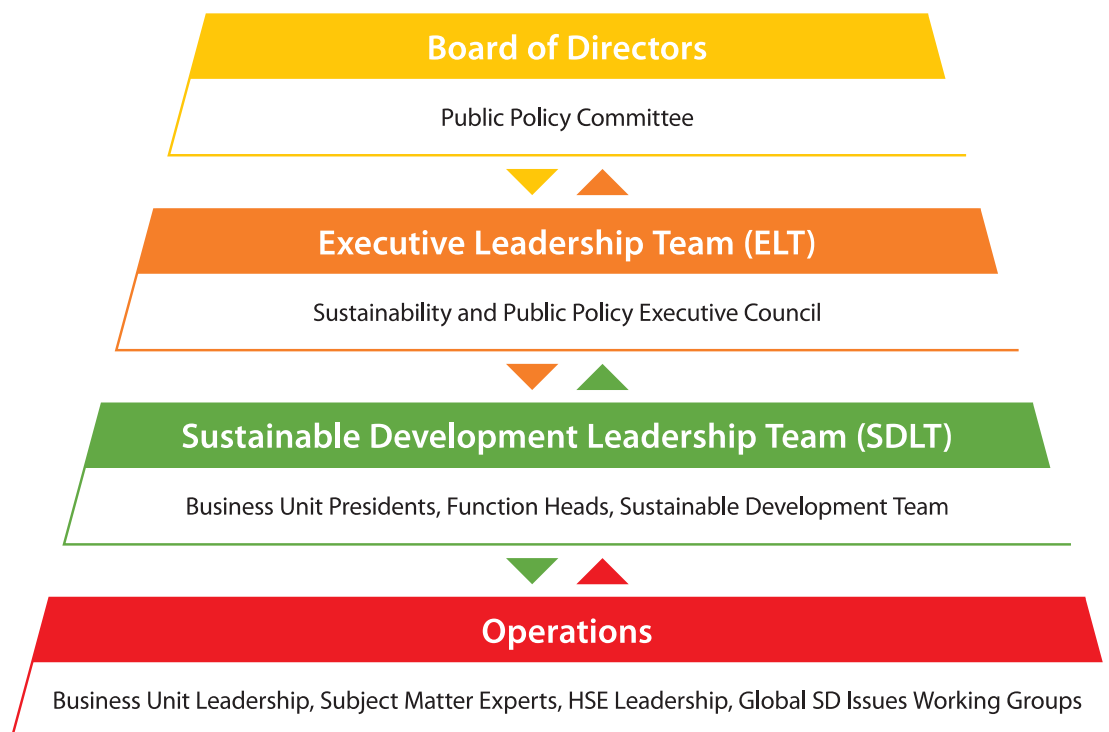 Board of Directors
Public Policy Committee
Executive Leadership Team (ELT)
Sustainability and Public Policy Executive Council
Sustainable Development Leadership Team (SDLT)
Business Unit Presidents, Function Heads, Sustainable Development Team
Operations
Business Unit Leadership, Subject Matter Experts, HSE Leadership, Global SD Issues Working Groups